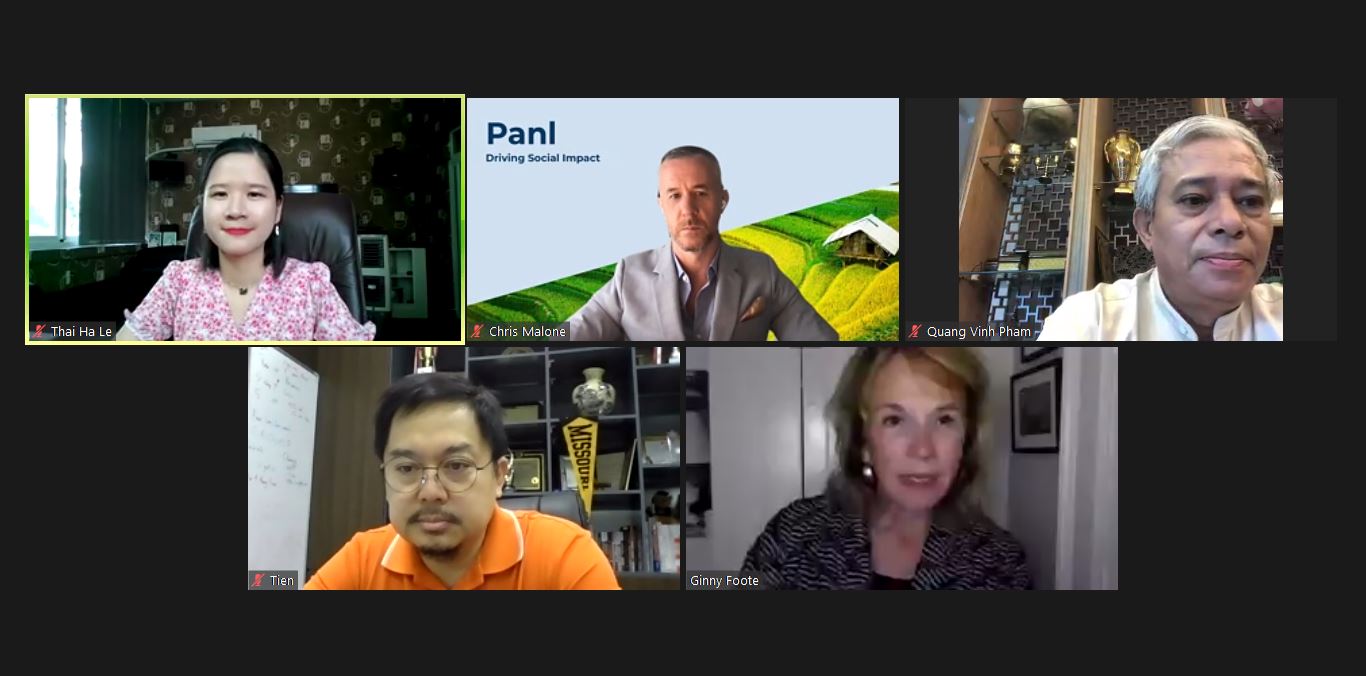 Panl
Driving Social Impact
Thai Ha Le
Chris Malone
Quang Vinh Pham
MISSOURI
Tien
Ginny Foote